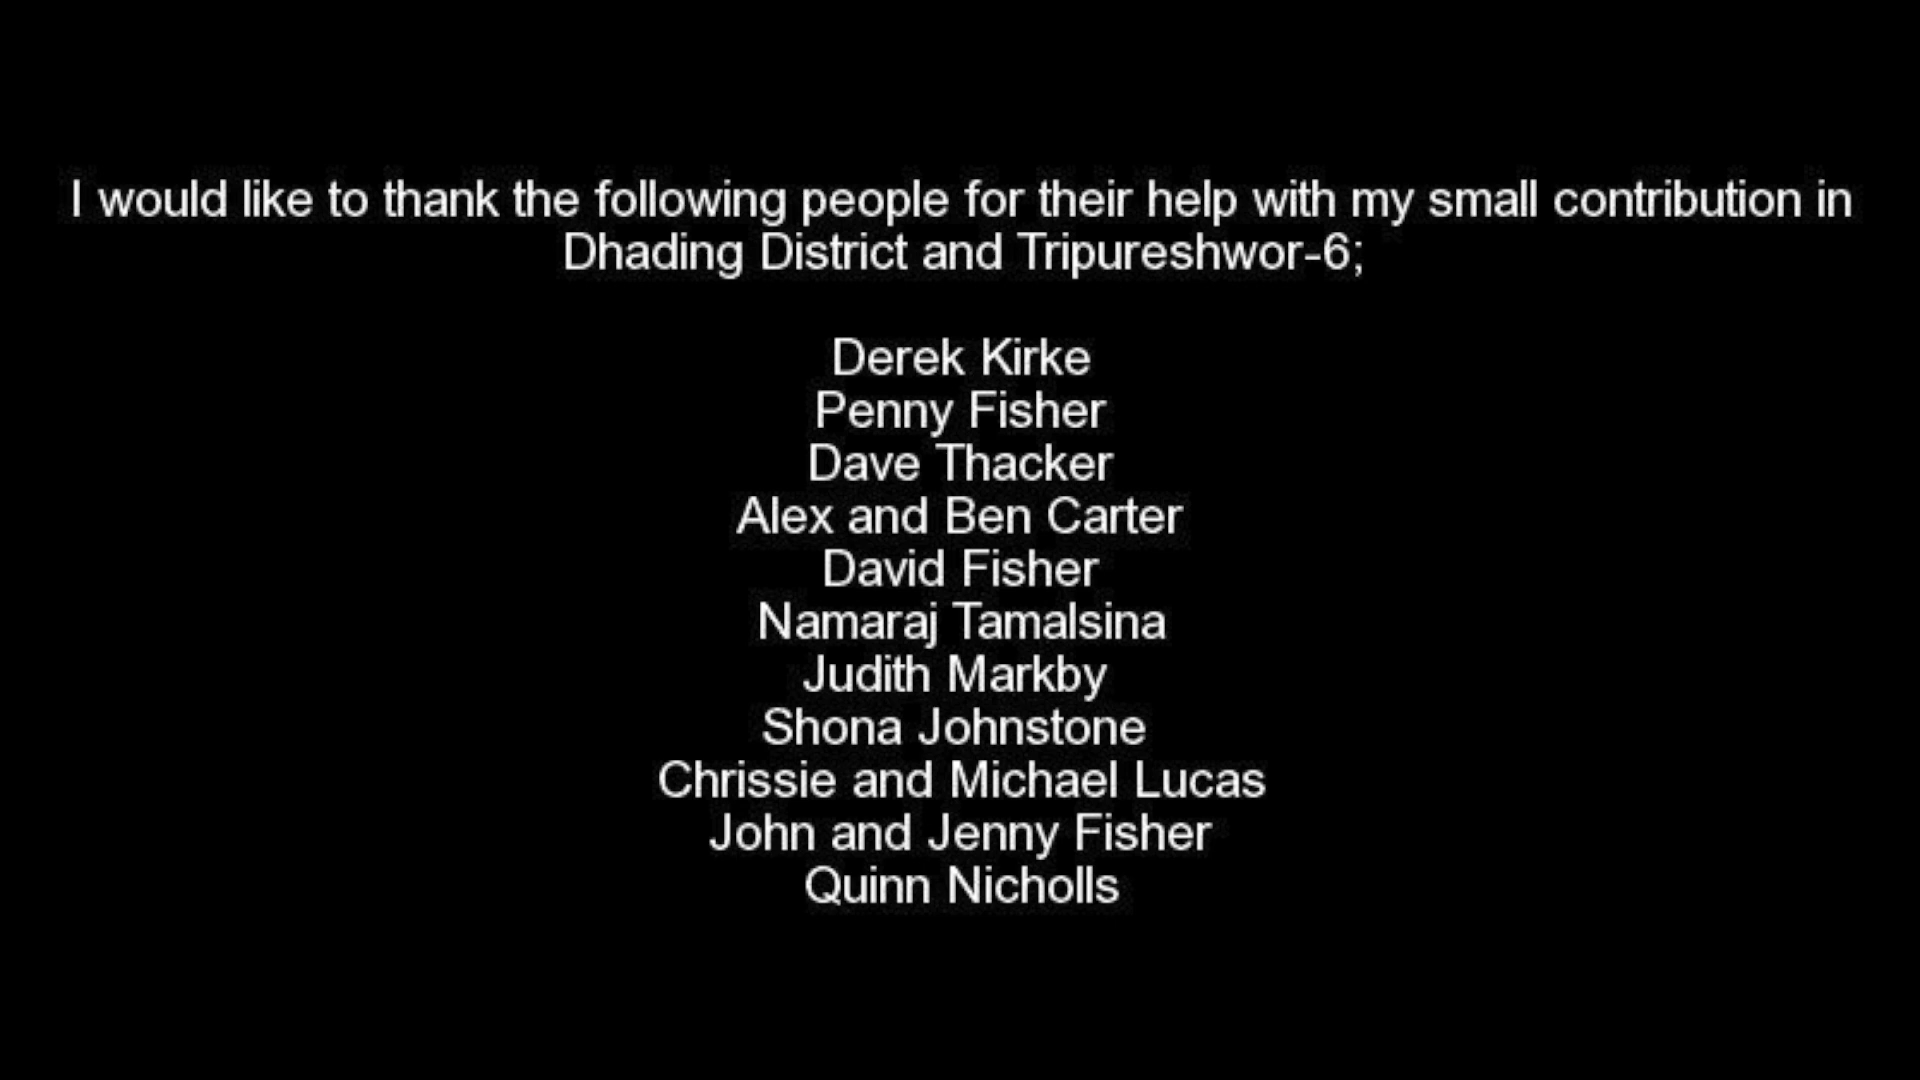 I would like to thank the following people for their help with my small contribution in
Dhading District and Tripureshwor-6;
Derek Kirke
Penny Fisher
Dave Thacker
Alex and Ben Carter
David Fisher
Namaraj Tamalsina
Judith Markby
Shona Johnstone
Chrissie and Michael Lucas
John and Jenny Fisher
Quinn Nicholls